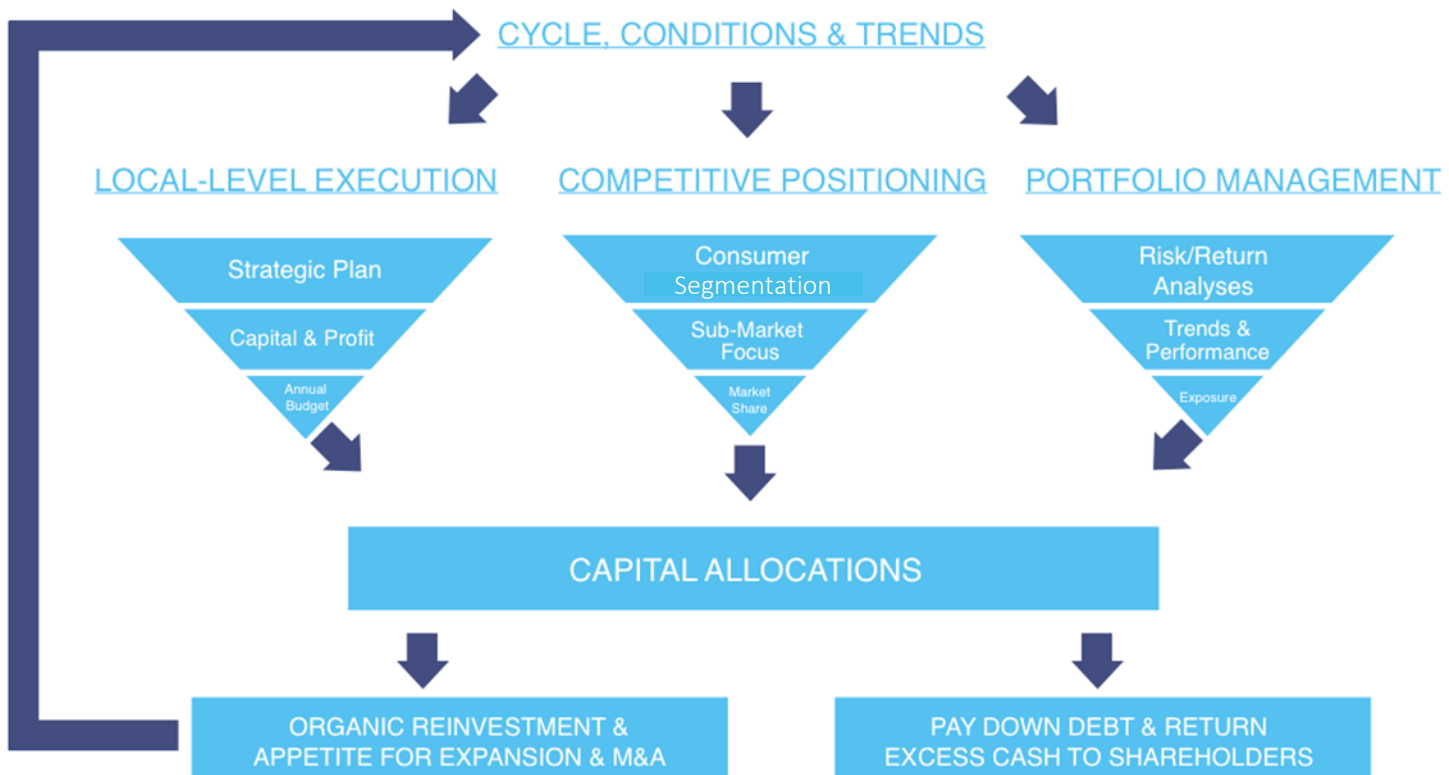 CYCLE, CONDITIONS & TRENDS
LOCAL-LEVEL EXECUTION
COMPETITIVE POSITIONING
PORTFOLIO MANAGEMENT
Strategic Plan
Capital & Profit
Annual
Budget
Consumer
Segmentation
Sub-Market
Focus
Market
Share
Risk/Return
Analyses
Trends &
Performance
Exposure
CAPITAL ALLOCATIONS
ORGANIC REINVESTMENT &
APPETITE FOR EXPANSION & M&A
PAY DOWN DEBT & RETURN
EXCESS CASH TO SHAREHOLDERS